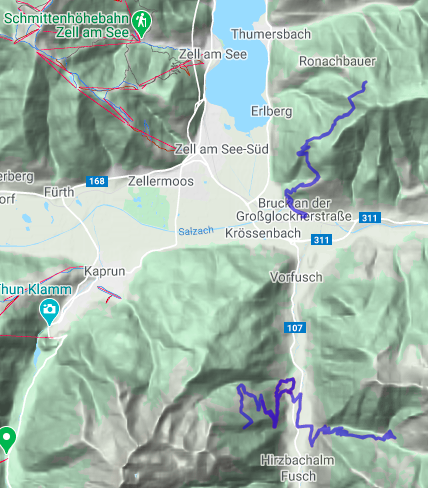 Schmittenhöhebahn
Zell am See
Thumersbach
Zell am See
Ronachbauer
Erlberg
Zell am See-Süd
168
Zellermoos
erberg
Fürth
orf
Bruck an der
Großglocknerstraße
311
Salzach
Krössenbach
311
Kaprun
Vorfusch
Thun Klamm
107
Hirzbachalm
Fusch